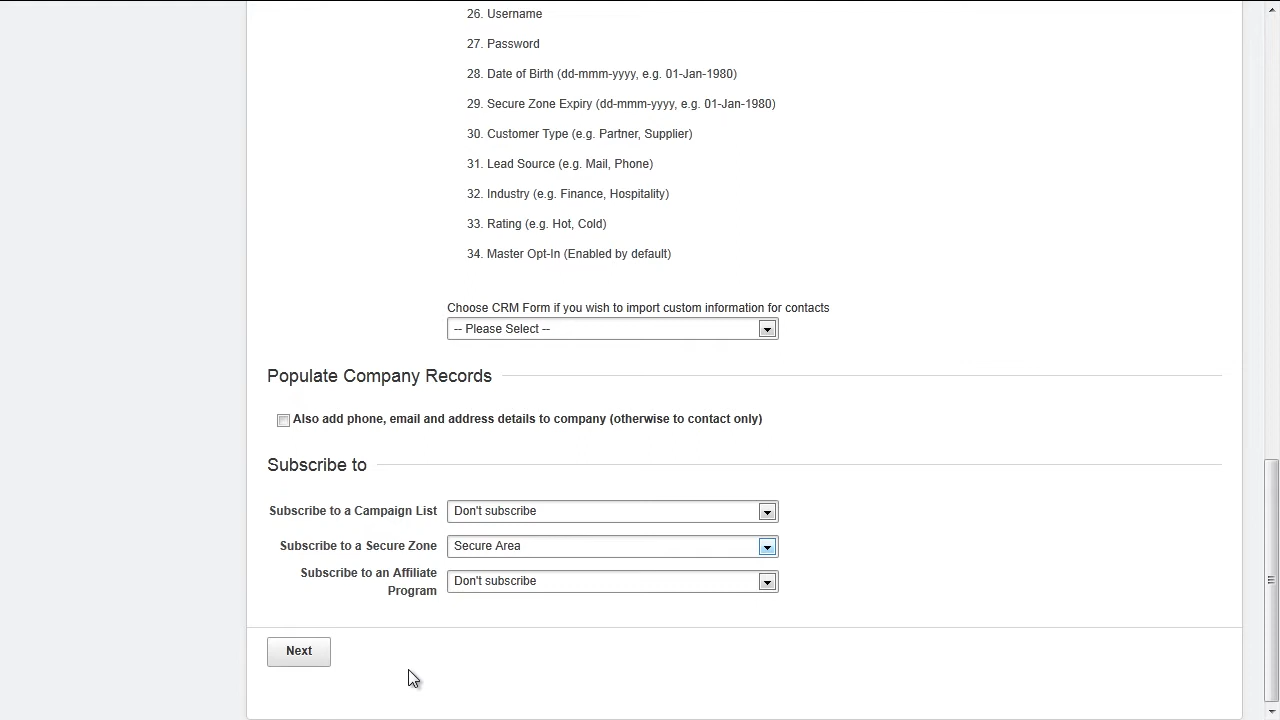 26. Username
27. Password
28. Date of Birth (dd-mmm-yyyy, e.g. 01-Jan-1980)
29. Secure Zone Expiry (dd-mmm-yyyy, e.g. 01-Jan-1980)
30. Customer Type (e.g. Partner, Supplier)
31. Lead Source (e.g. Mail, Phone)
32. Industry (e.g. Finance, Hospitality)
33. Rating (e.g. Hot, Cold)
34. Master Opt-In (Enabled by default)
Choose CRM Form if you wish to import custom information for contacts
-- Please Select --
Populate Company Records
Also add phone, email and address details to company (otherwise to contact only)
Subscribe to
Subscribe to a Campaign List Don't subscribe
Subscribe to a Secure Zone Secure Area
Subscribe to an Affiliate
Program Don't subscribe
Next